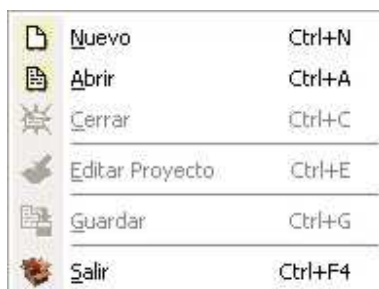 Nuevo Ctrl+N
Abrir Ctrl+A
Cerrar Ctrl+C
Editar Proyecto Ctrl+E
Guardar Ctrl+G
Salir Ctrl+F4